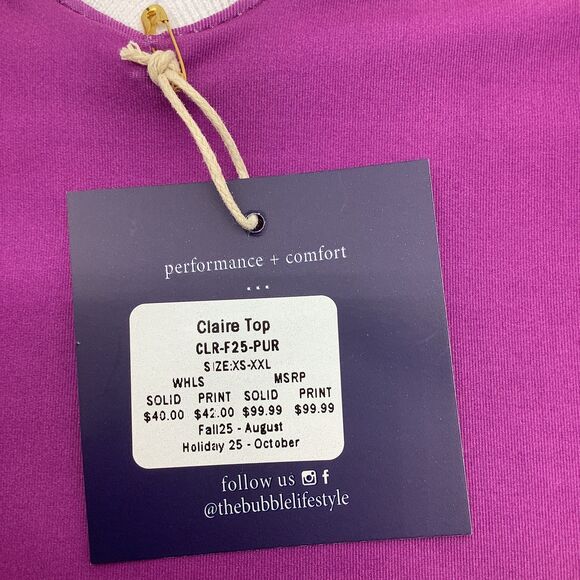 performance + comfort
...
Claire Top
CLR-F25-PUR
SIZE:XS-XXL
WHLS MSRP
SOLID PRINT SOLID PRINT
$40.00 $42.00 $99.99 $99.99
Fall25 - August
Holiday 25 - October
follow us
@thebubblelifestyle